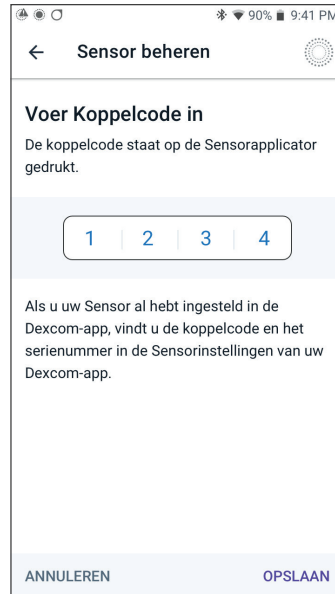 90% 9:41 PM
Sensor beheren
Voer Koppelcode in
De koppelcode staat op de Sensorapplicator
gedrukt.
1 2 3 4
Als u uw Sensor al hebt ingesteld in de
Dexcom-app, vindt u de koppelcode en het
serienummer in de Sensorinstellingen van uw
Dexcom-app.
ANNULEREN OPSLAAN